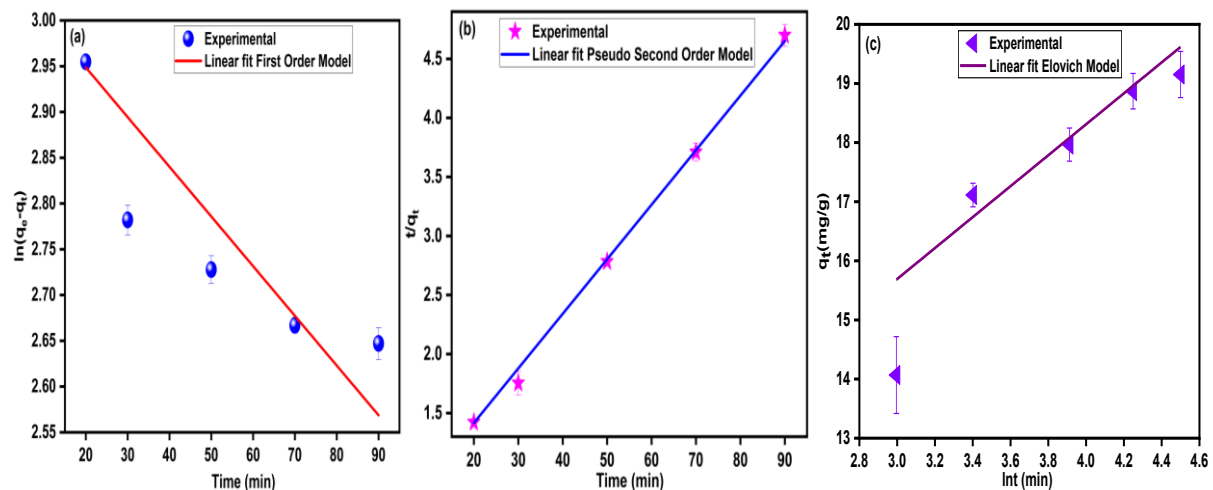 (a)
Experimental
Linear fit First Order Model
3.00
2.95
2.90
2.85
2.80
2.75
2.70
2.65
2.60
2.55
ln(qe-qt)
20 30 40 50 60 70 80 90
Time (min)
(b)
Experimental
Linear fit Pseudo Second Order Model
4.5
4.0
3.5
3.0
2.5
2.0
1.5
t/qt
20 30 40 50 60 70 80 90
Time (min)
(c)
Experimental
Linear fit Elovich Model
20
19
18
17
16
15
14
13
qt(mg/g)
2.8 3.0 3.2 3.4 3.6 3.8 4.0 4.2 4.4 4.6
lnt (min)